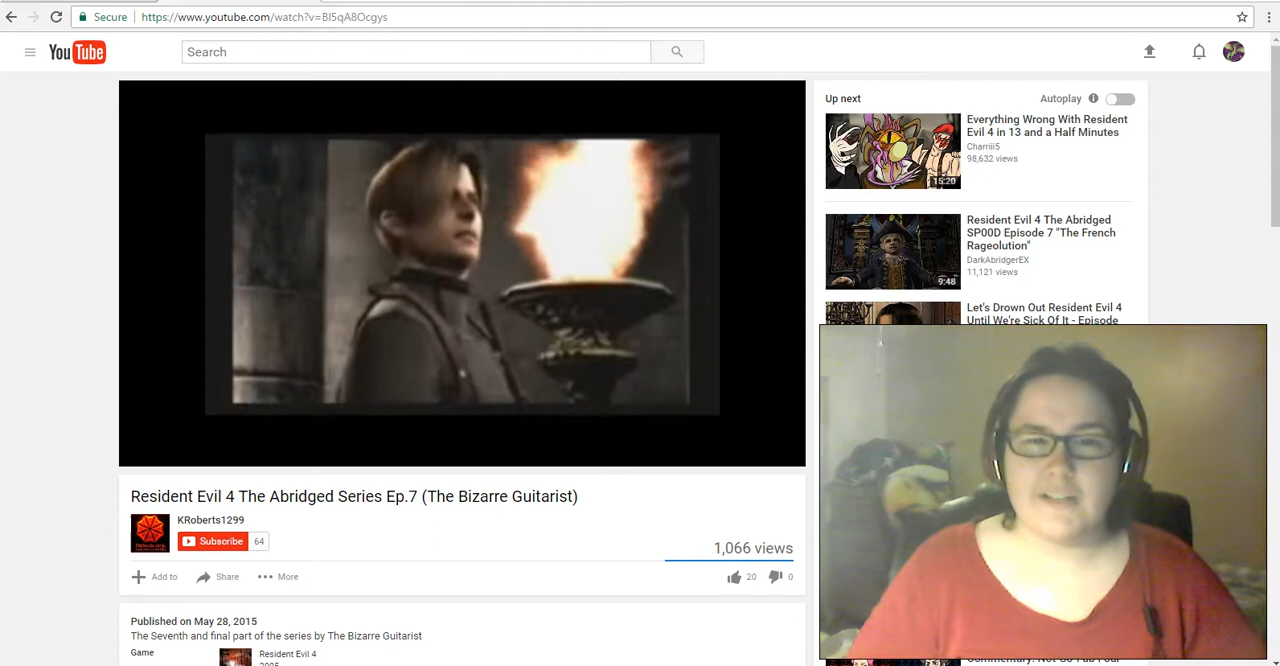 Secure https://www.youtube.com/watch?v=BI5qA8Ocgys
YouTube
Search
Up next
Autoplay
Everything Wrong With Resident
Evil 4 in 13 and a Half Minutes
Charriii5
98,632 views
15:20
Resident Evil 4 The Abridged
SP00D Episode 7 "The French
Rageolution"
DarkAbridgerEX
11,121 views
9:48
Let's Drown Out Resident Evil 4
Until We're Sick Of It - Episode
Resident Evil 4 The Abridged Series Ep.7 (The Bizarre Guitarist)
KRoberts1299
Subscribe 64
1,066 views
Add to Share More
20 0
Published on May 28, 2015
The Seventh and final part of the series by The Bizarre Guitarist
Game
Resident Evil 4